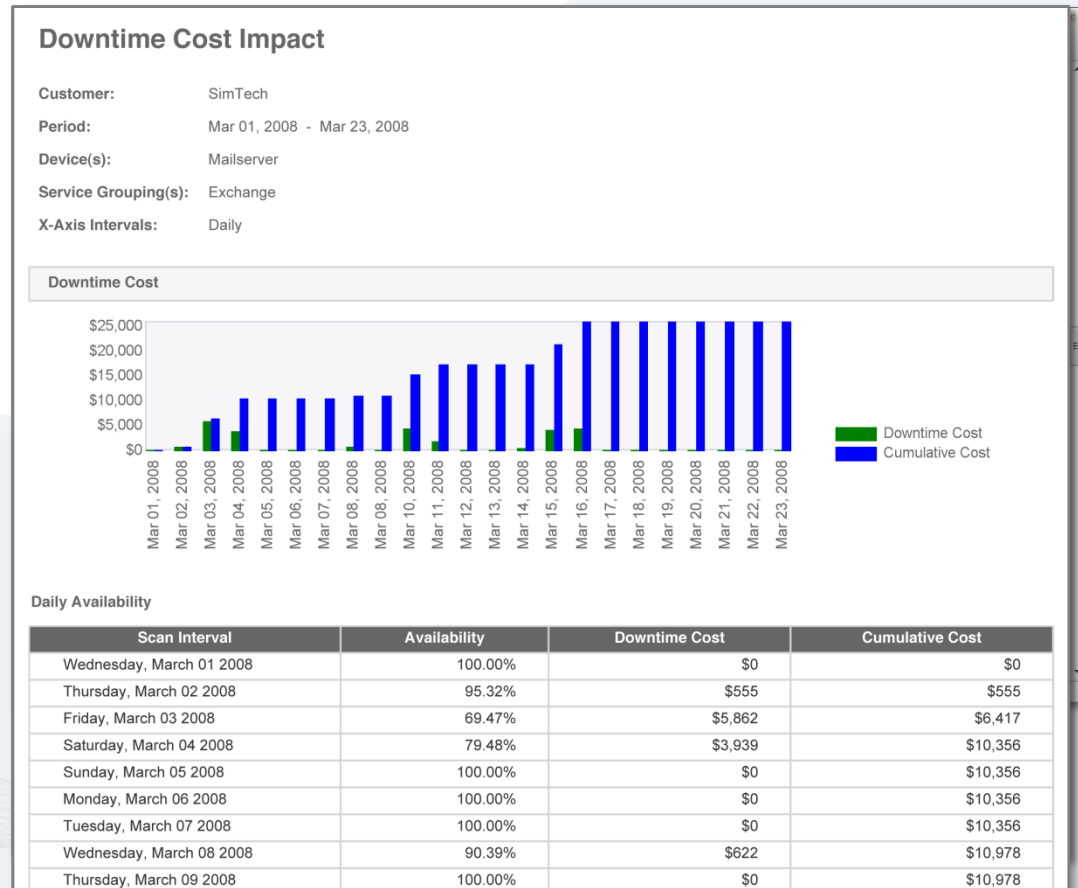 Downtime Cost Impact
Customer: SimTech
Period: Mar 01, 2008 - Mar 23, 2008
Device(s): Mailserver
Service Grouping(s): Exchange
X-Axis Intervals: Daily
Downtime Cost
$25,000
$20,000
$15,000
$10,000
$5,000
$0
Downtime Cost
Cumulative Cost
Mar 01, 2008
Mar 02, 2008
Mar 03, 2008
Mar 04, 2008
Mar 05, 2008
Mar 06, 2008
Mar 07, 2008
Mar 08, 2008
Mar 08, 2008
Mar 10, 2008
Mar 11, 2008
Mar 12, 2008
Mar 13, 2008
Mar 14, 2008
Mar 15, 2008
Mar 16, 2008
Mar 17, 2008
Mar 18, 2008
Mar 19, 2008
Mar 20, 2008
Mar 21, 2008
Mar 22, 2008
Mar 23, 2008
Daily Availability
Scan Interval Availability Downtime Cost Cumulative Cost
Wednesday, March 01 2008 100.00% $0 $0
Thursday, March 02 2008 95.32% $555 $555
Friday, March 03 2008 69.47% $5,862 $6,417
Saturday, March 04 2008 79.48% $3,939 $10,356
Sunday, March 05 2008 100.00% $0 $10,356
Monday, March 06 2008 100.00% $0 $10,356
Tuesday, March 07 2008 100.00% $0 $10,356
Wednesday, March 08 2008 90.39% $622 $10,978
Thursday, March 09 2008 100.00% $0 $10,978